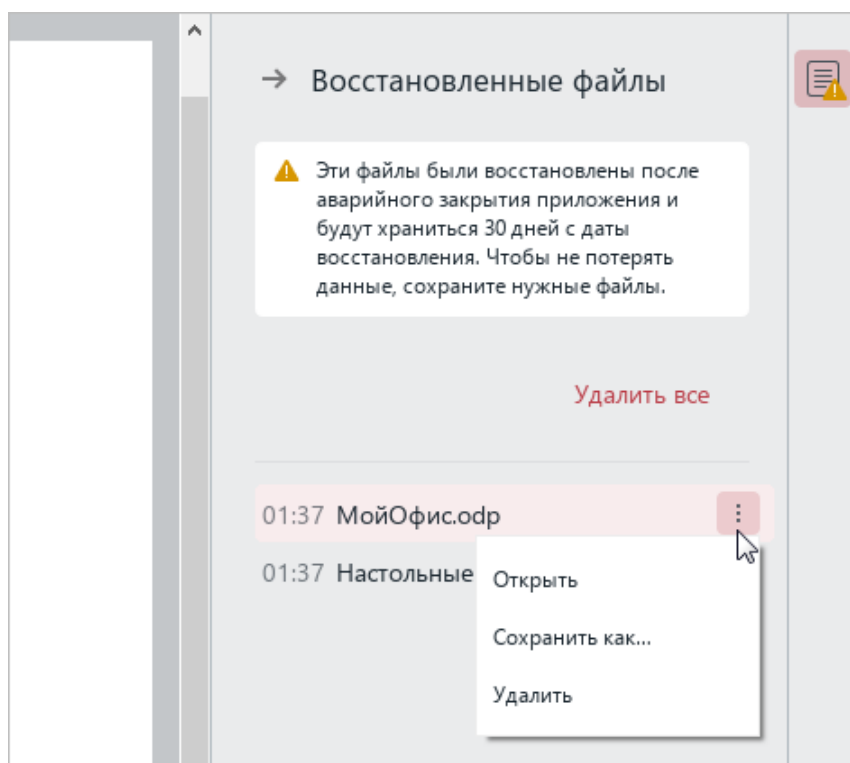 Восстановленные файлы
Эти файлы были восстановлены после
аварийного закрытия приложения и
будут храниться 30 дней с даты
восстановления. Чтобы не потерять
данные, сохраните нужные файлы.
Удалить все
01:37 МойОфис.odp
01:37 Настольные
Открыть
Сохранить как...
Удалить